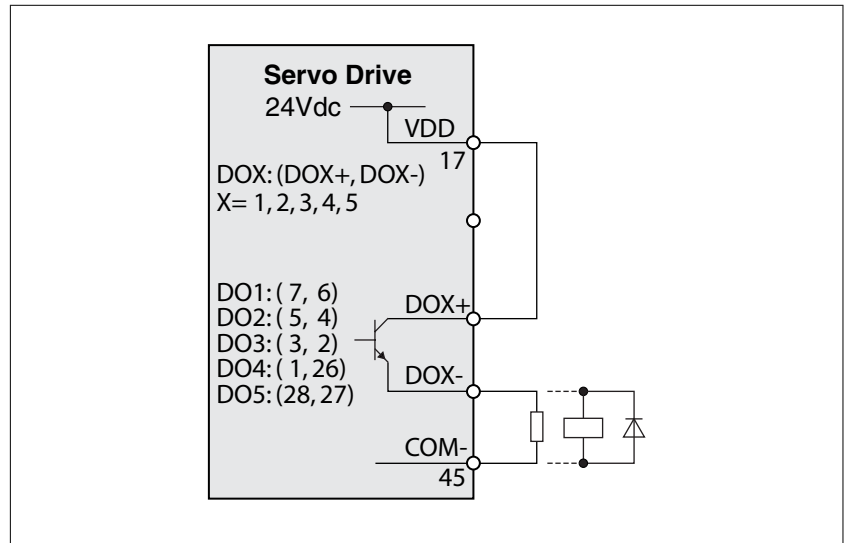 Servo Drive
24Vdc
VDD
17
DOX: (DOX+, DOX-)
X= 1, 2, 3, 4, 5
DO1: ( 7, 6)
DO2: ( 5, 4)
DO3: ( 3, 2)
DO4: ( 1, 26)
DO5: (28, 27)
DOX+
DOX-
COM-
45